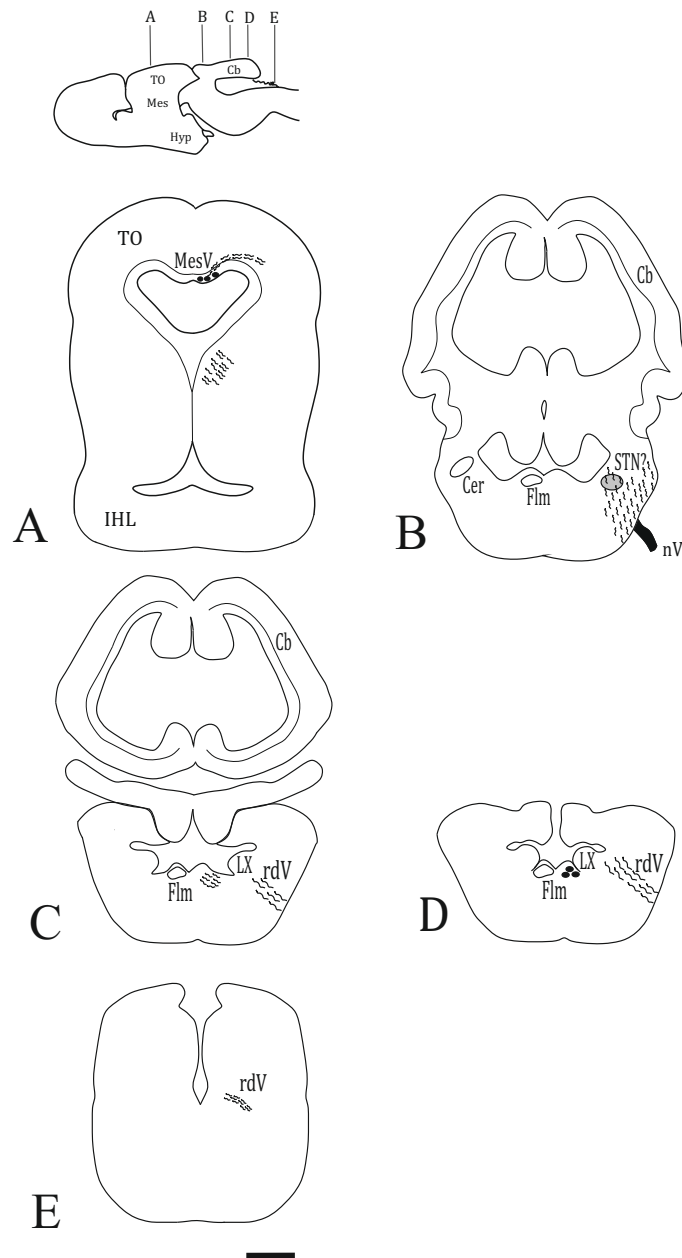 A B C D E
TO Cb
Mes
Hyp
TO
MesV
IHL
A
Cb
STN?
Cer Flm
nV
B
Cb
LX rdV
Flm
C
LX rdV
Flm
D
rdV
E